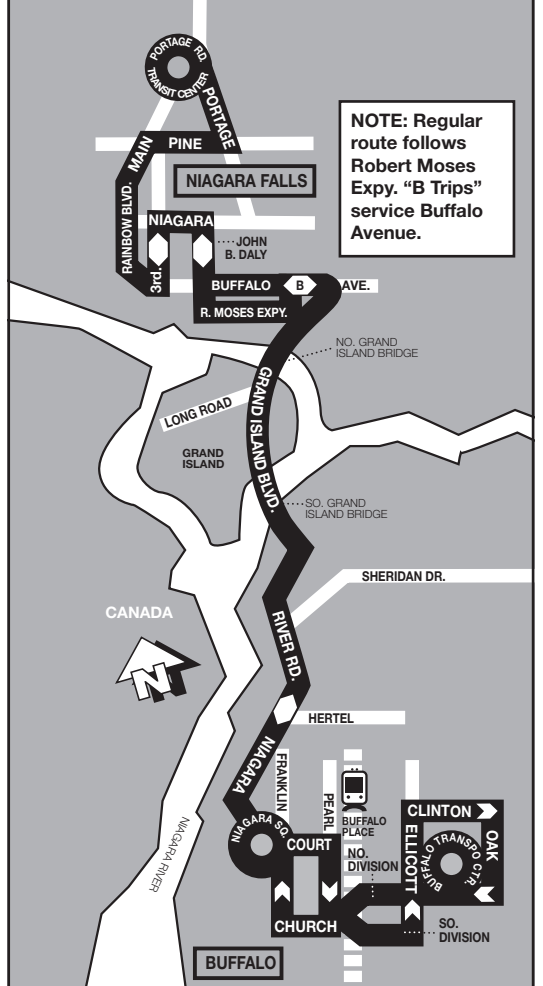 PORTAGE RD.
TRANSIT CENTER
PORTAGE
MAIN
PINE
NOTE: Regular
route follows
Robert Moses
Expy. “B Trips”
service Buffalo
Avenue.
NIAGARA FALLS
RAINBOW BLVD.
NIAGARA
3rd.
JOHN
B. DALY
BUFFALO
B
AVE.
R. MOSES EXPY.
NO. GRAND
ISLAND BRIDGE
LONG ROAD
GRAND ISLAND BLVD.
GRAND
ISLAND
SO. GRAND
ISLAND BRIDGE
SHERIDAN DR.
CANADA
N
RIVER RD.
HERTEL
NIAGARA
FRANKLIN
PEARL
BUFFALO
PLACE
NIAGARA SQ.
COURT
CLINTON
ELLICOTT
OAK
BUFFALO TRANSPO CTR.
NO.
DIVISION
NIAGARA RIVER
CHURCH
SO.
DIVISION
BUFFALO